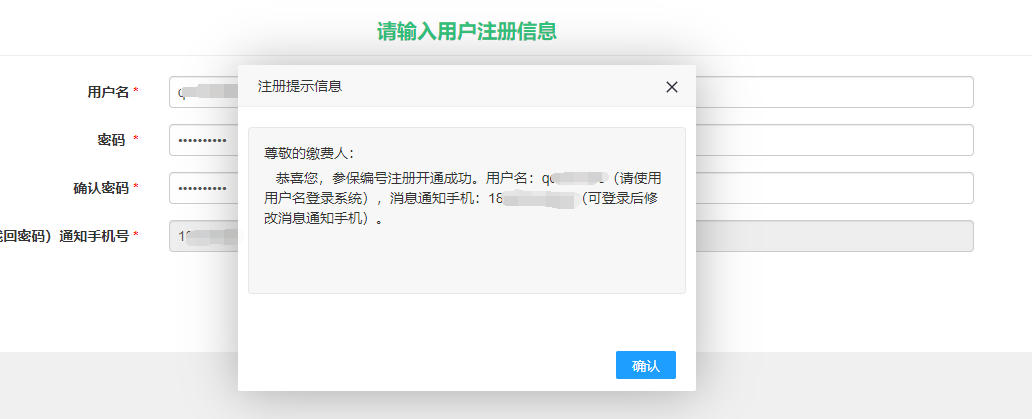 请输入用户注册信息
注册提示信息
用户名 *
q
密码 *
••••••••••
确认密码 *
••••••••••
回密码）通知手机号 *
1
尊敬的缴费人：
恭喜您，参保编号注册开通成功。用户名：q（请使用
用户名登录系统），消息通知手机：18（可登录后修
改消息通知手机）。
确认